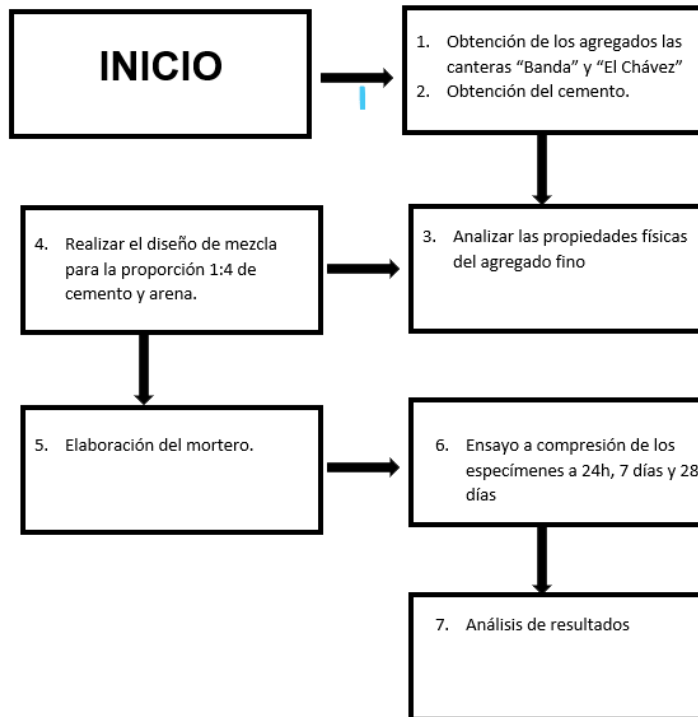 INICIO
1. Obtención de los agregados las
canteras “Banda” y “El Chávez”
2. Obtención del cemento.
4. Realizar el diseño de mezcla
para la proporción 1:4 de
cemento y arena.
3. Analizar las propiedades físicas
del agregado fino
5. Elaboración del mortero.
6. Ensayo a compresión de los
especímenes a 24h, 7 días y 28
días
7. Análisis de resultados